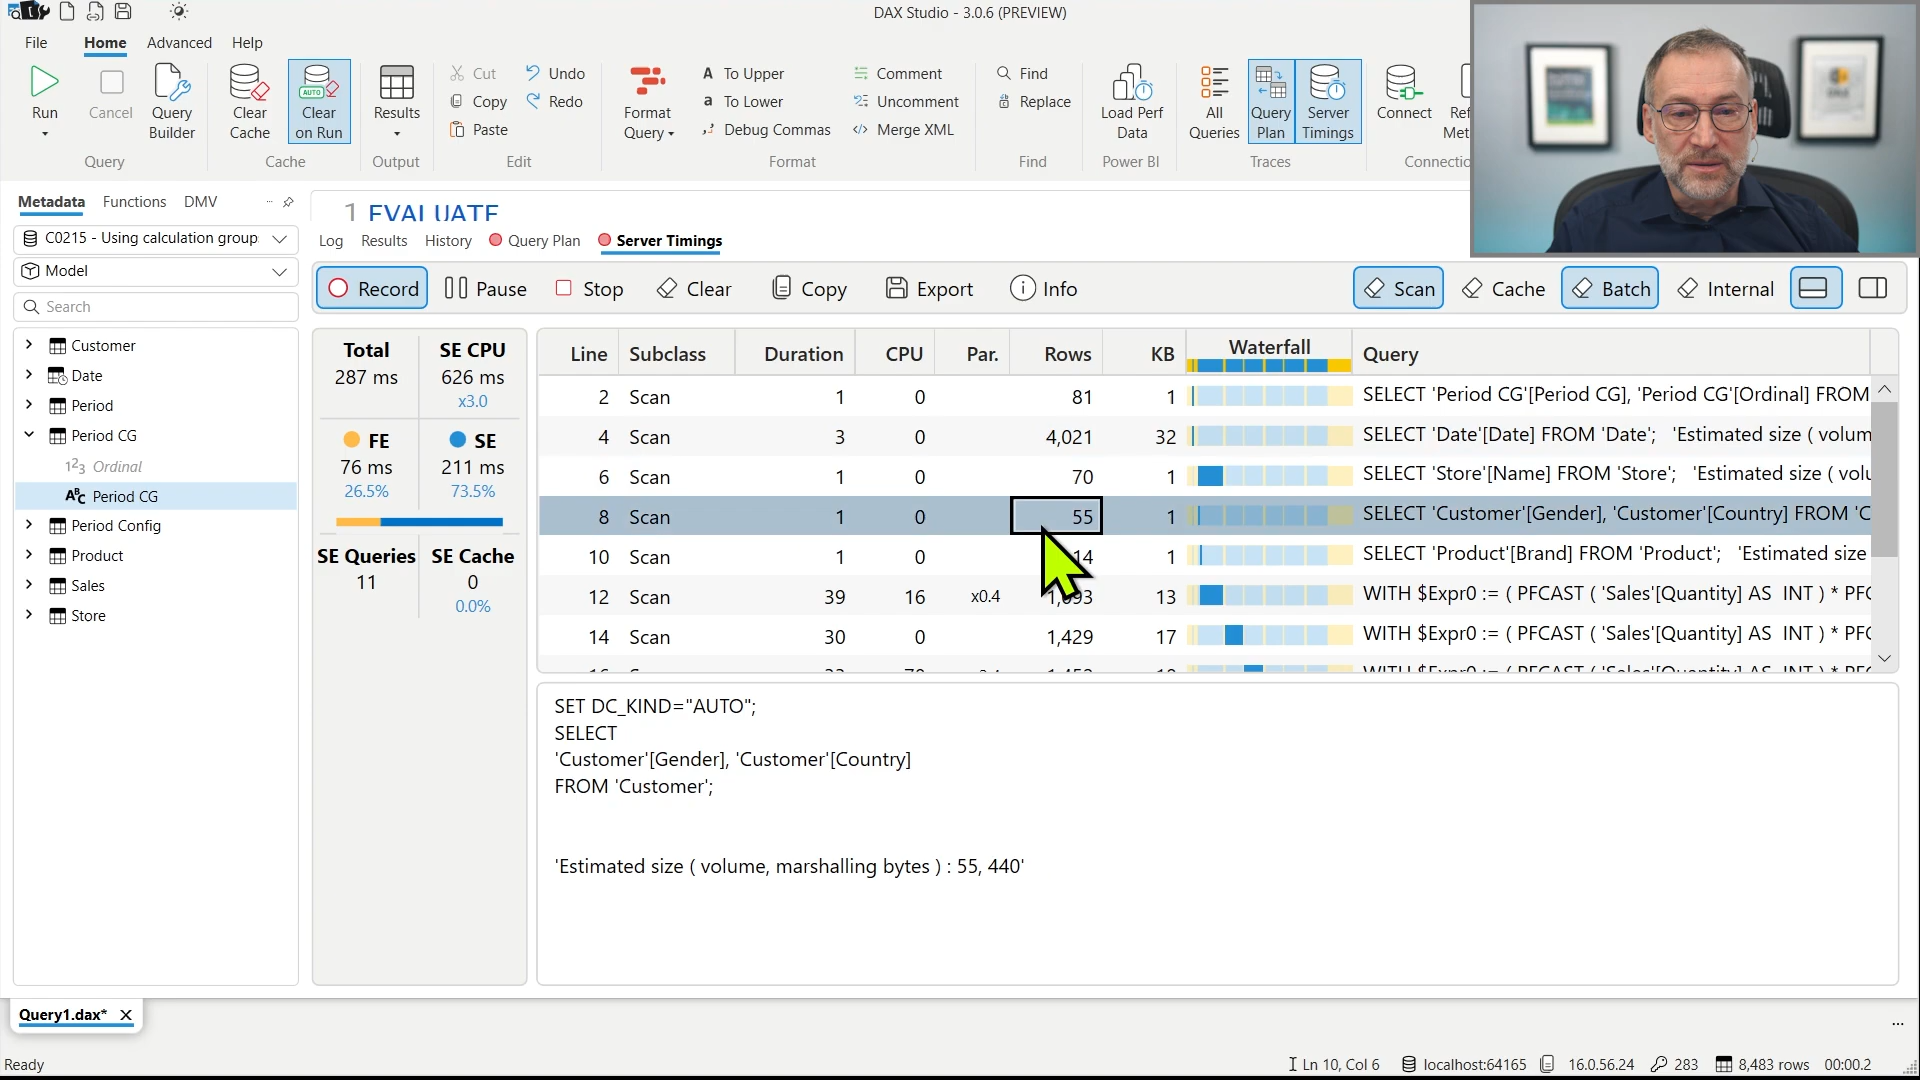 DAX Studio - 3.0.6 (PREVIEW)
File Home Advanced Help
Run Cancel Query Builder
Query
Clear Cache Clear on Run
AUTO
Cache
Results
Output
Cut Undo
Copy Redo
Paste
Edit
Format Query
To Upper Comment
To Lower Uncomment
Debug Commas Merge XML
Format
Find
Replace
Find
Load Perf Data
Power BI
All Queries Query Plan Server Timings
Traces
Connect
Metadata Functions DMV
C0215 - Using calculation group
Model
Search
Customer
Date
Period
Period CG
Ordinal
Period CG
Period Config
Product
Sales
Store
1 EVALUATE
Log Results History Query Plan Server Timings
Record Pause Stop Clear Copy Export Info Scan Cache Batch Internal
Total SE CPU
287 ms 626 ms
x3.0
FE SE
76 ms 211 ms
26.5% 73.5%
SE Queries SE Cache
11 0
0.0%
Line Subclass Duration CPU Par. Rows KB Waterfall Query
2 Scan 1 0 81 1 SELECT 'Period CG'[Period CG], 'Period CG'[Ordinal] FROM
4 Scan 3 0 4,021 32 SELECT 'Date'[Date] FROM 'Date'; 'Estimated size ( volum
6 Scan 1 0 70 1 SELECT 'Store'[Name] FROM 'Store'; 'Estimated size ( volu
8 Scan 1 0 55 1 SELECT 'Customer'[Gender], 'Customer'[Country] FROM 'C
10 Scan 1 0 14 1 SELECT 'Product'[Brand] FROM 'Product'; 'Estimated size
12 Scan 39 16 x0.4 13 WITH $Expr0 := ( PFCAST ( 'Sales'[Quantity] AS INT ) * PFC
14 Scan 30 0 1,429 17 WITH $Expr0 := ( PFCAST ( 'Sales'[Quantity] AS INT ) * PFC
SET DC_KIND="AUTO";
SELECT
'Customer'[Gender], 'Customer'[Country]
FROM 'Customer';
'Estimated size ( volume, marshalling bytes ) : 55, 440'
Query1.dax*
Ready Ln 10, Col 6 localhost:64165 16.0.56.24 283 8,483 rows 00:00.2